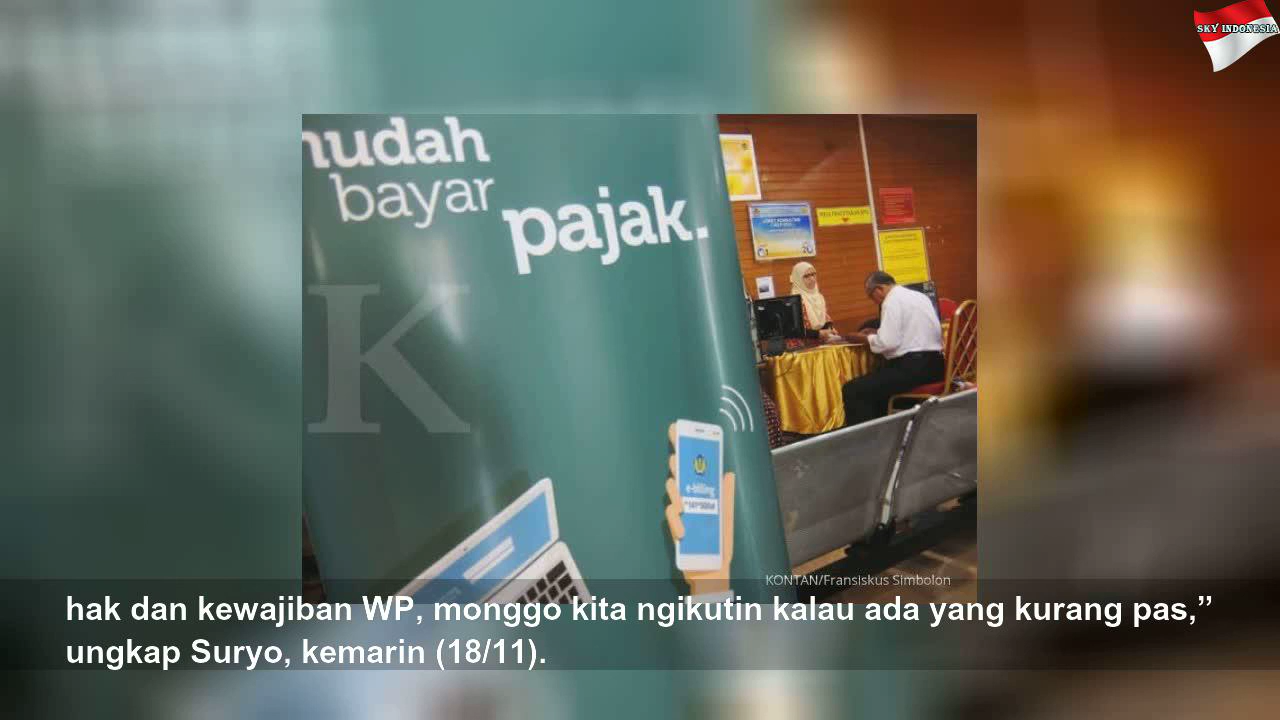 SKY INDONESIA
mudah
bayar
pajak.
K
e-billing
KONTAN/Fransiskus Simbolon
hak dan kewajiban WP, monggo kita ngikutin kalau ada yang kurang pas,”
ungkap Suryo, kemarin (18/11).